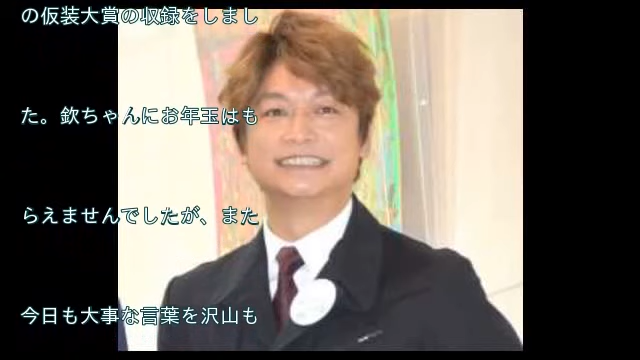 の仮装大賞の収録をしまし
た。欽ちゃんにお年玉はも
らえませんでしたが、また
今日も大事な言葉を沢山も